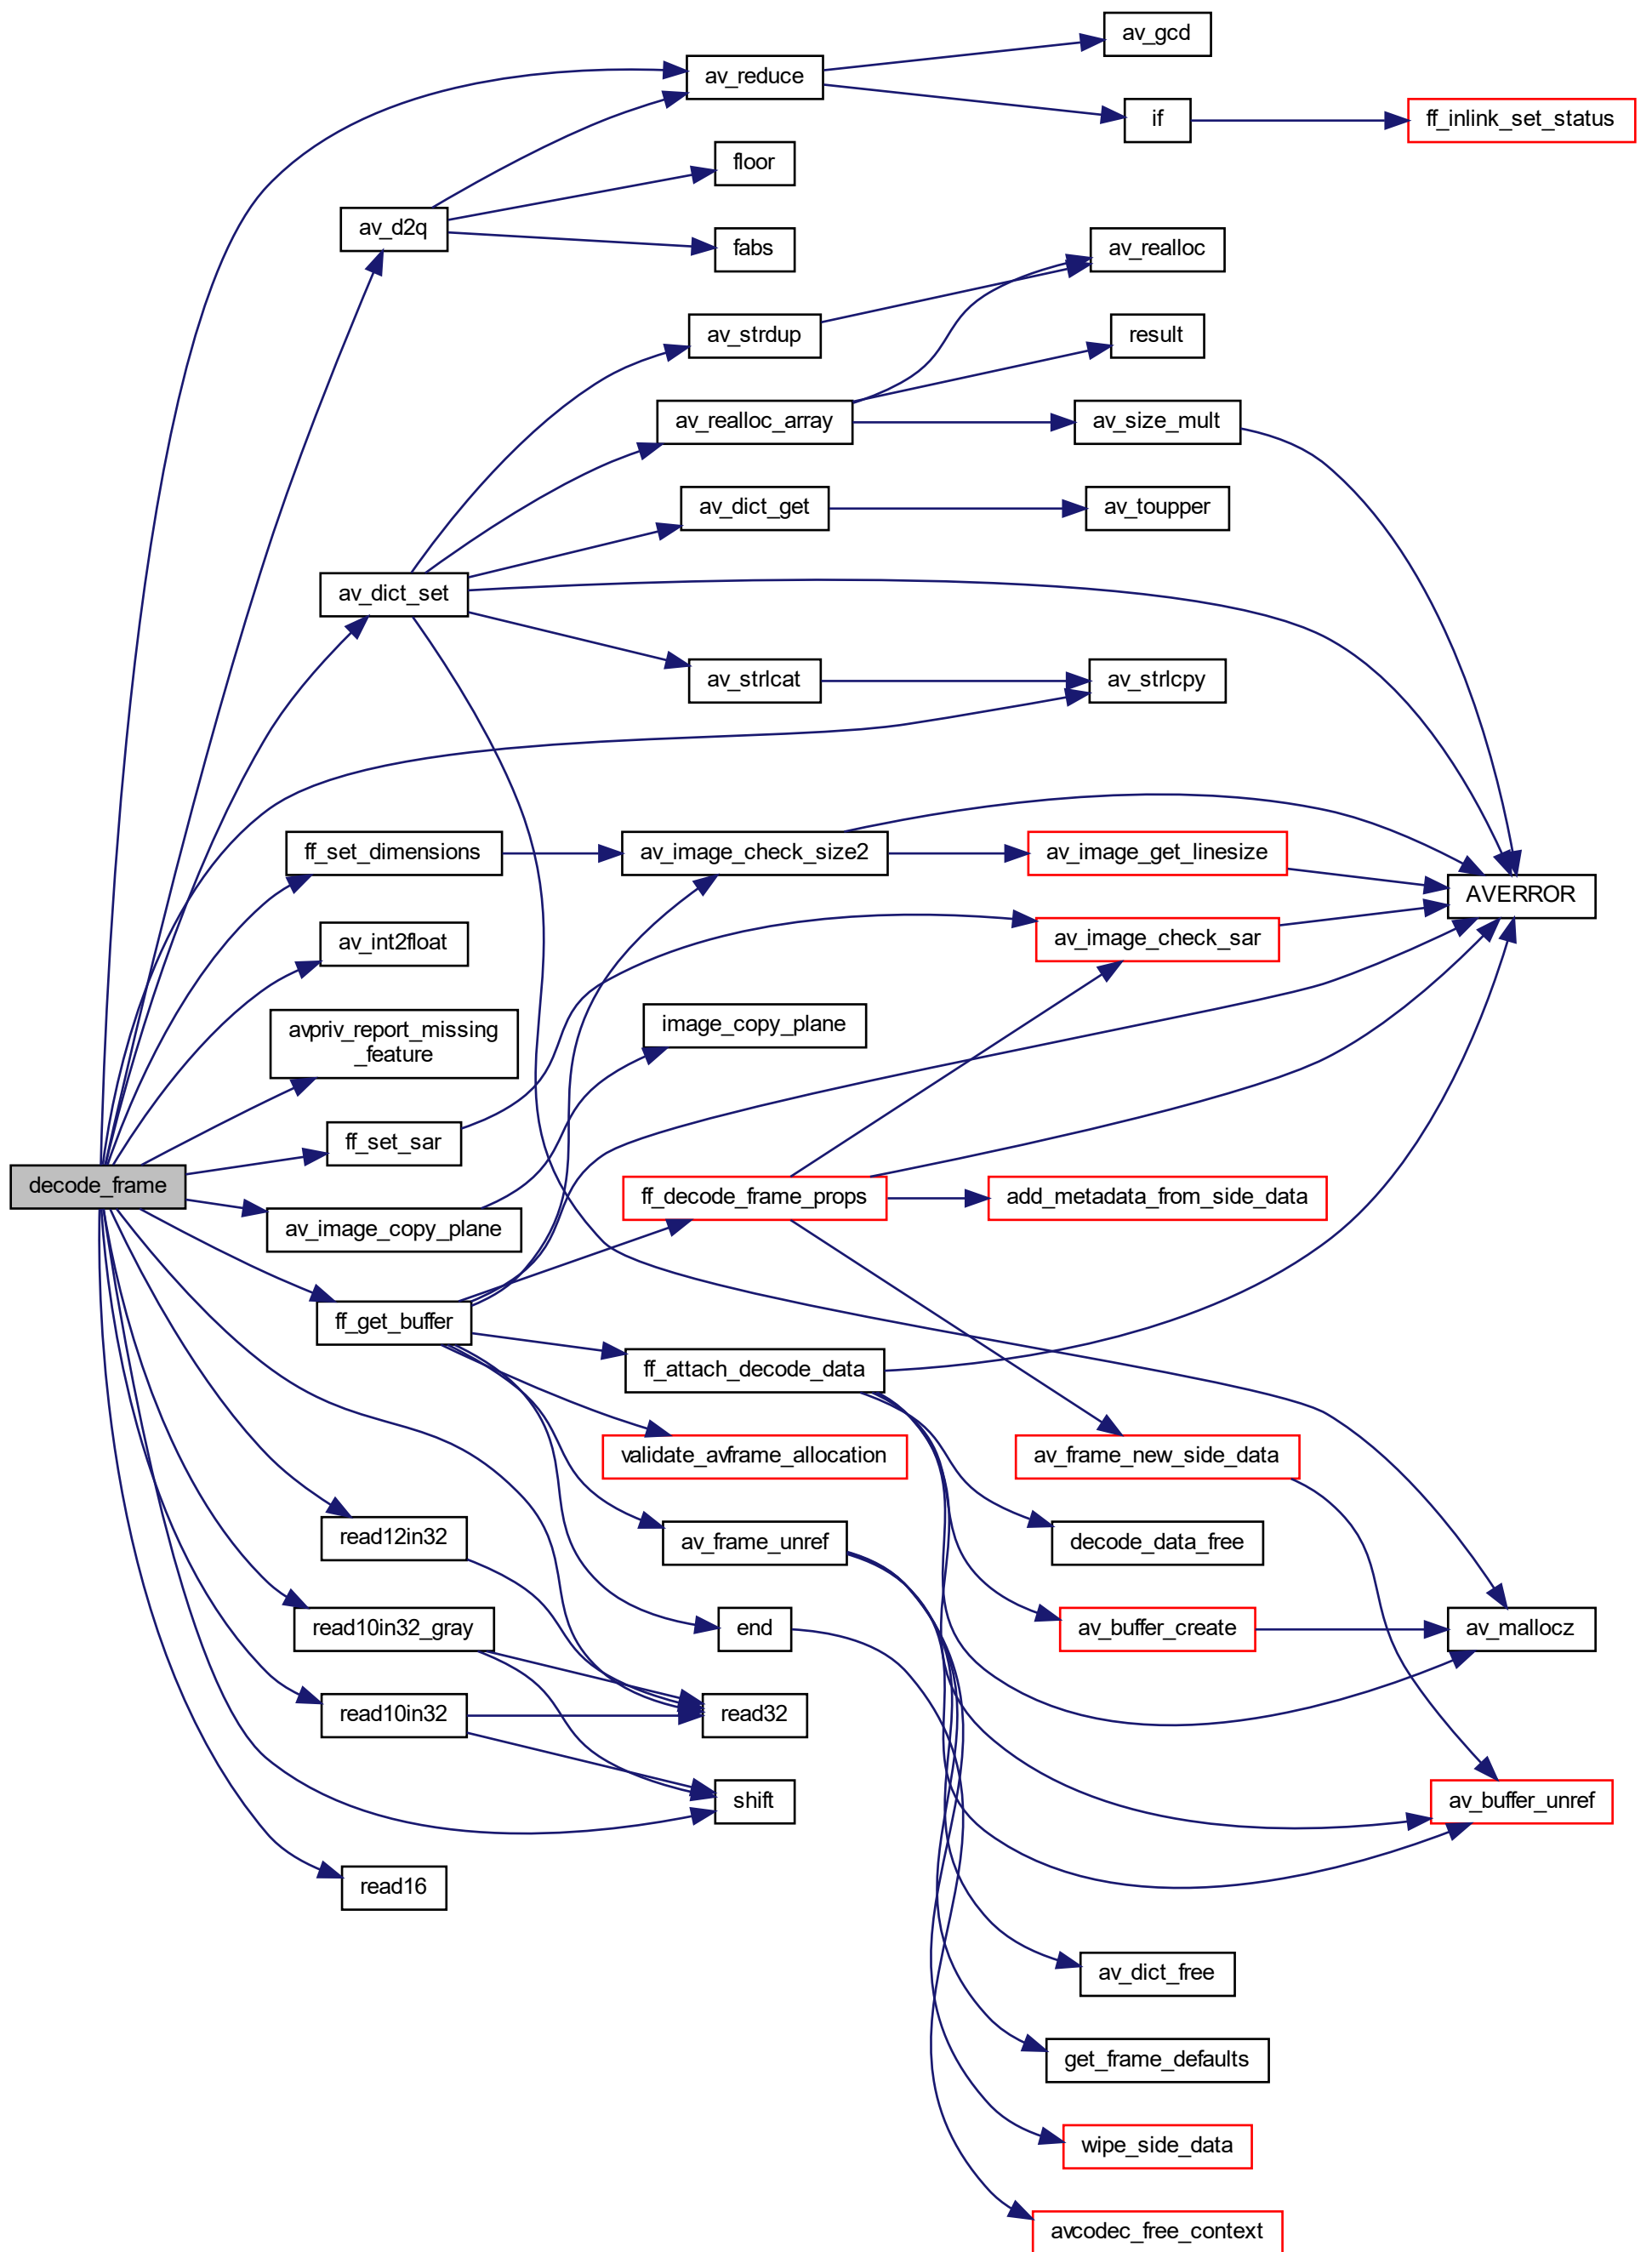 av_gcd
av_reduce
if
ff_inlink_set_status
floor
av_d2q
fabs
av_realloc
av_strdup
result
av_realloc_array
av_size_mult
av_dict_get
av_toupper
av_dict_set
av_strlcat
av_strlcpy
ff_set_dimensions
av_image_check_size2
av_image_get_linesize
AVERROR
av_int2float
av_image_check_sar
avpriv_report_missing
_feature
image_copy_plane
ff_set_sar
decode_frame
ff_decode_frame_props
add_metadata_from_side_data
av_image_copy_plane
ff_get_buffer
ff_attach_decode_data
validate_avframe_allocation
av_frame_new_side_data
read12in32
av_frame_unref
decode_data_free
read10in32_gray
end
av_buffer_create
av_mallocz
read10in32
read32
shift
av_buffer_unref
read16
av_dict_free
get_frame_defaults
wipe_side_data
avcodec_free_context